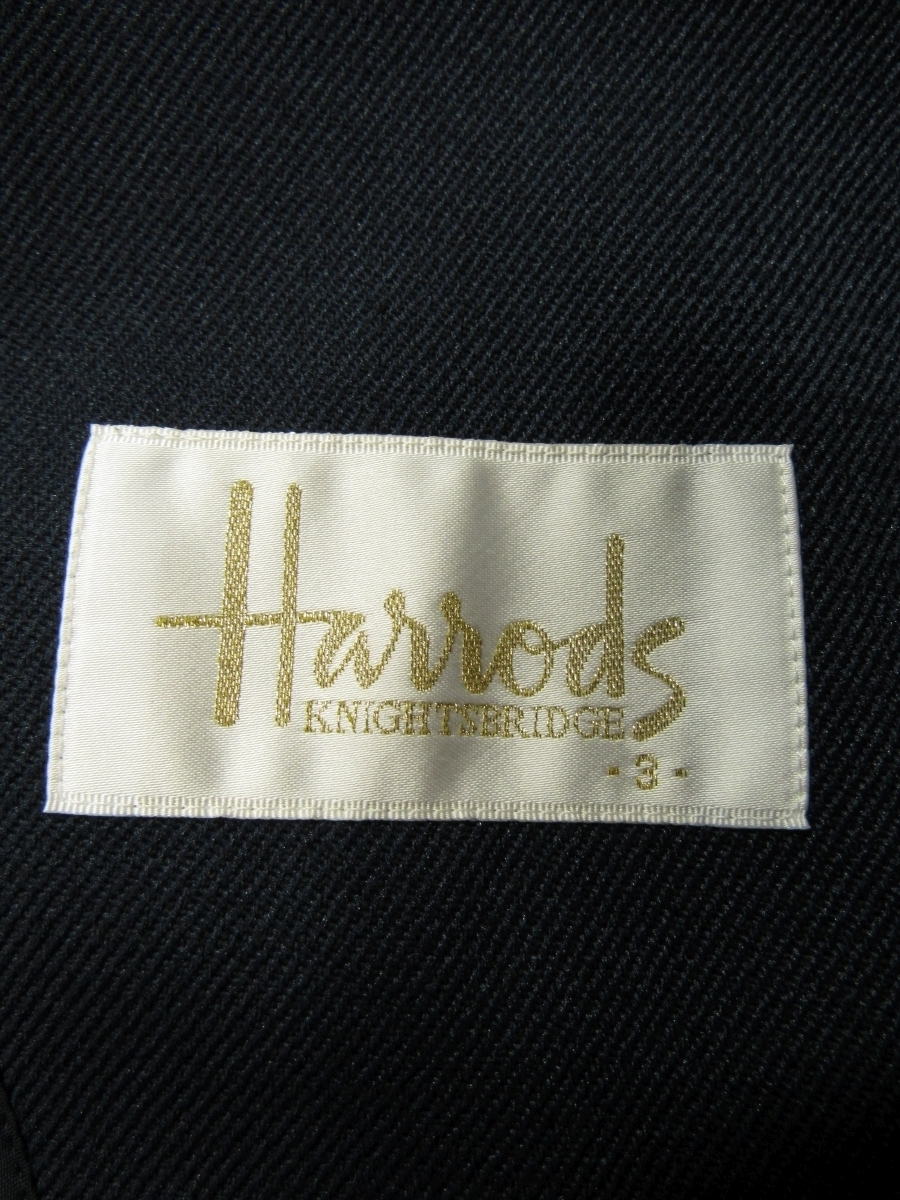 Harrods
KNIGHTSBRIDGE
- 3 -